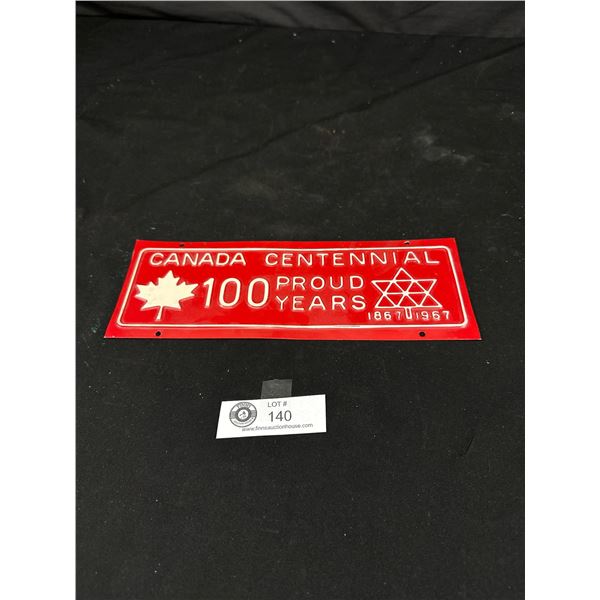 CANADA CENTENNIAL
100 PROUD YEARS
1867 1967
LOT #
140
www.finnsauctionhouse.com